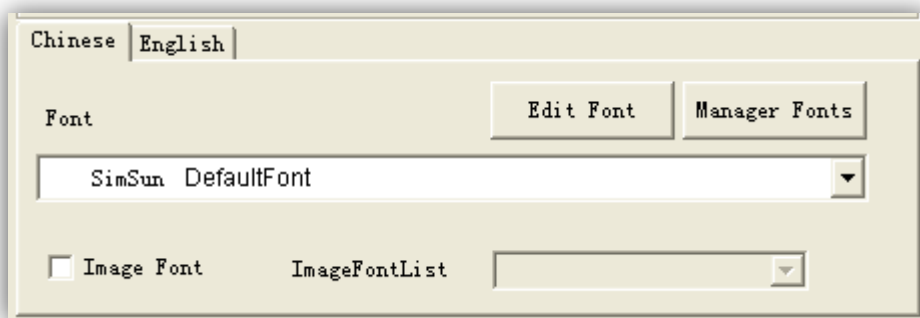 Chinese English
Font Edit Font Manager Fonts
SimSun DefaultFont
Image Font ImageFontList